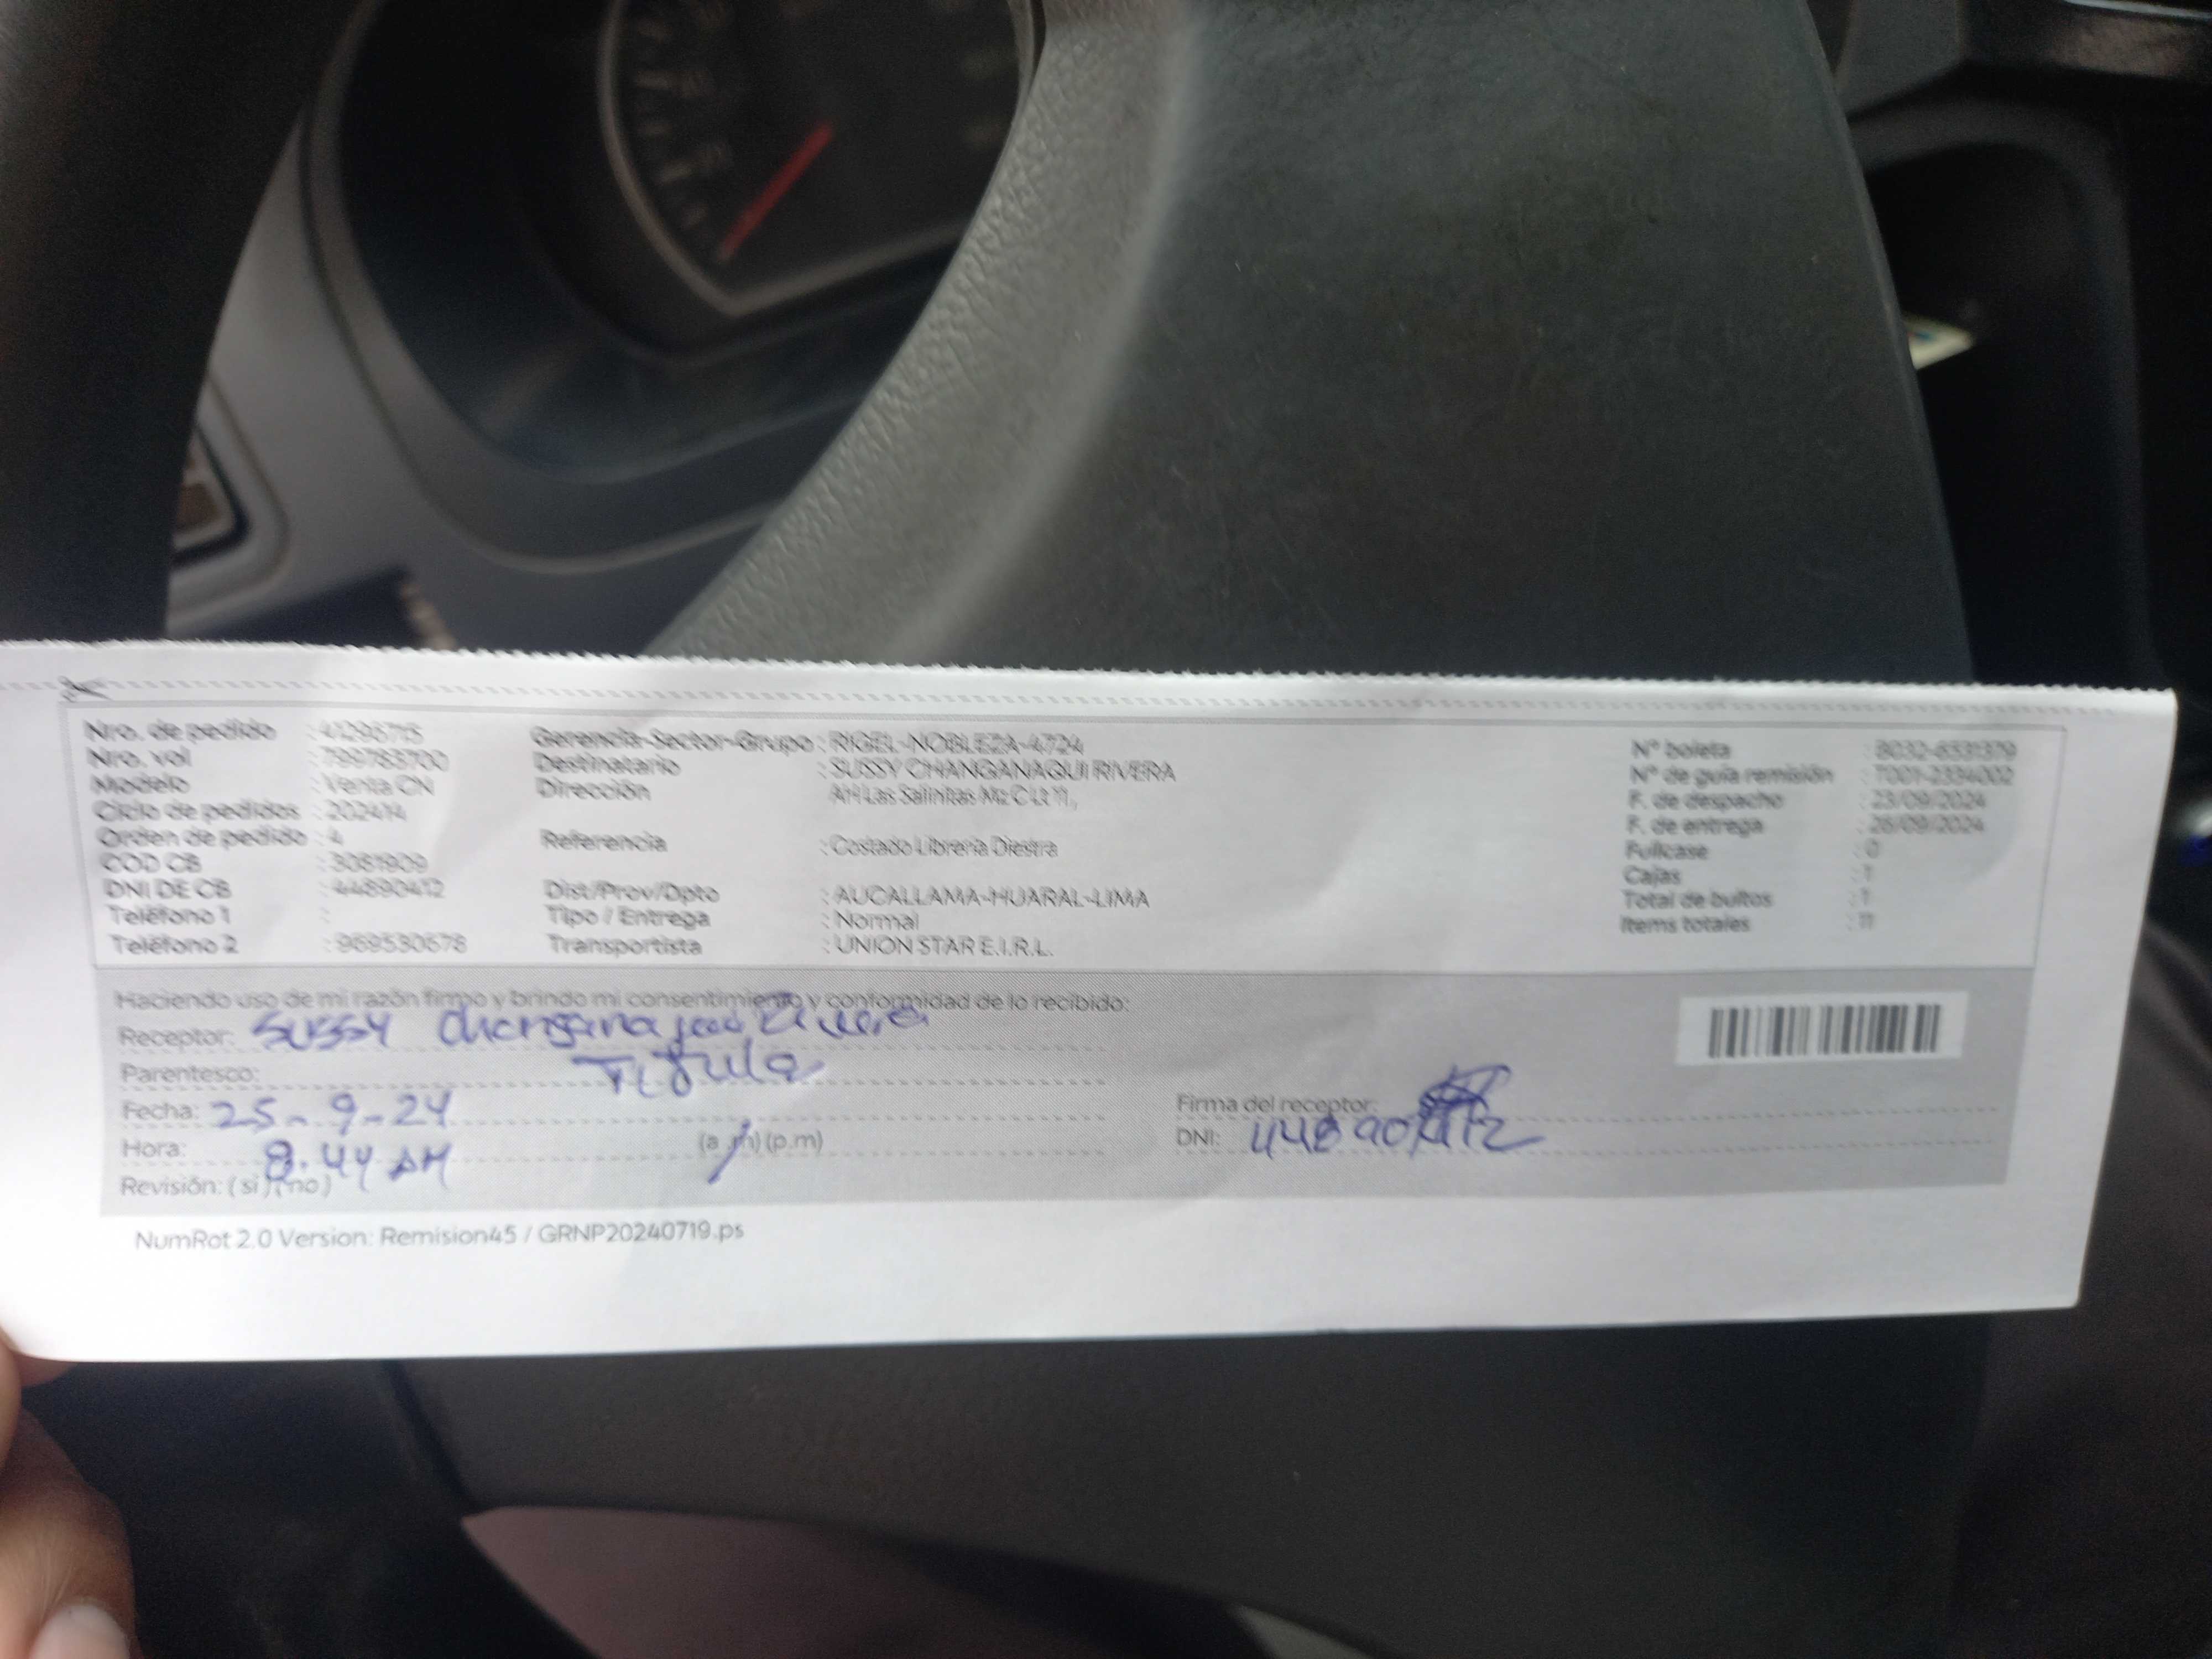 Nro. de pedido : 41296715
Nro. vol : 799783700
Modelo : Venta CN
Ciclo de pedidos : 202414
Orden de pedido : 4
COD CB : 3081909
DNI DE CB : 44890412
Teléfono 1 :
Teléfono 2 : 969530678
Gerencia-Sector-Grupo : RIGEL-NOBLEZA-4724
Destinatario : SUSSY CHANGANAQUI RIVERA
Dirección AH Las Salinitas Mz C Lt 11,
Referencia : Costado Libreria Diestra
Dist/Prov/Dpto : AUCALLAMA-HUARAL-LIMA
Tipo / Entrega : Normal
Transportista : UNION STAR E.I.R.L.
N° boleta : B032-8331379
N° de guía remisión : T001-2334002
F. de despacho : 23/09/2024
F. de entrega : 26/09/2024
Fullcase : 0
Cajas : 1
Total de bultos : 1
Items totales : 11
Haciendo uso de mi razón firmo y brindo mi consentimiento y conformidad de lo recibido:
Receptor: SUSSY
Parentesco: Titula
Fecha: 25-9-24
Hora: 8.44 AM (a.m) (p.m)
Revisión: ( si ) ( no )
Firma del receptor:
DNI: 44890412
NumRot 2.0 Version: Remision45 / GRNP20240719.ps